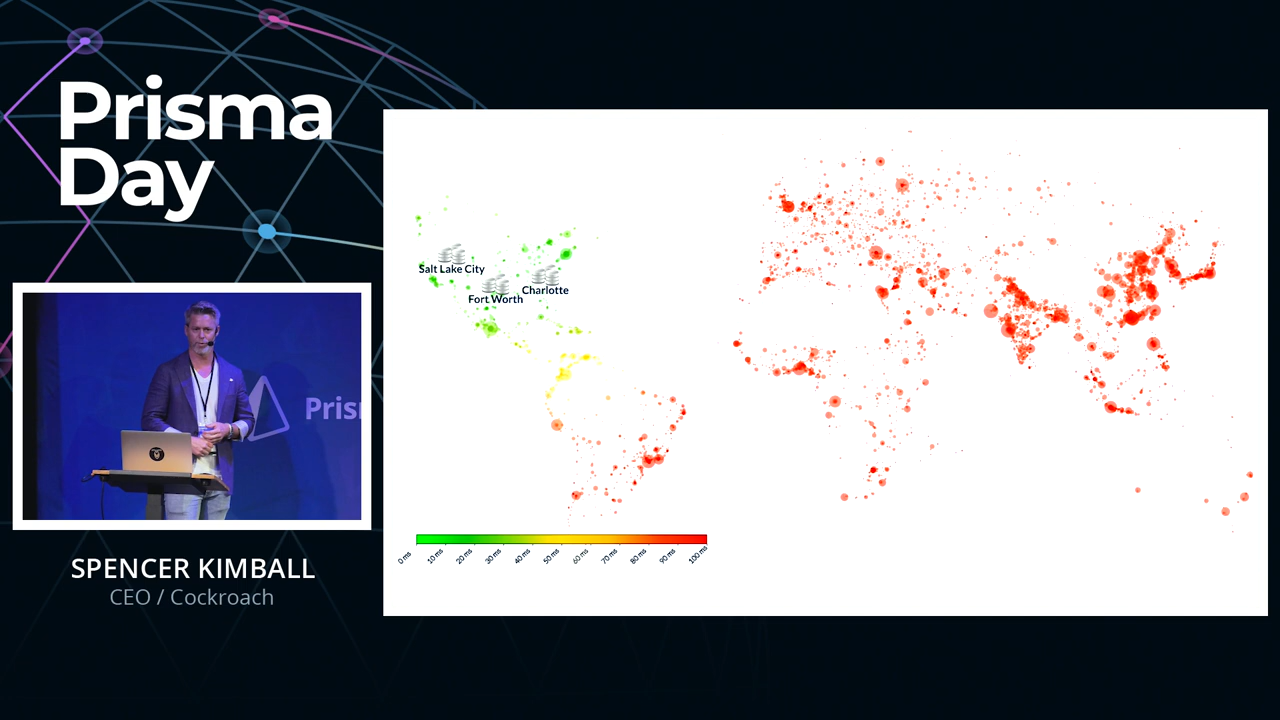 Prisma
Day
Salt Lake City
Charlotte
Fort Worth
Pris
0 ms
10 ms
20 ms
30 ms
40 ms
50 ms
60 ms
70 ms
80 ms
90 ms
100 ms
SPENCER KIMBALL
CEO / Cockroach